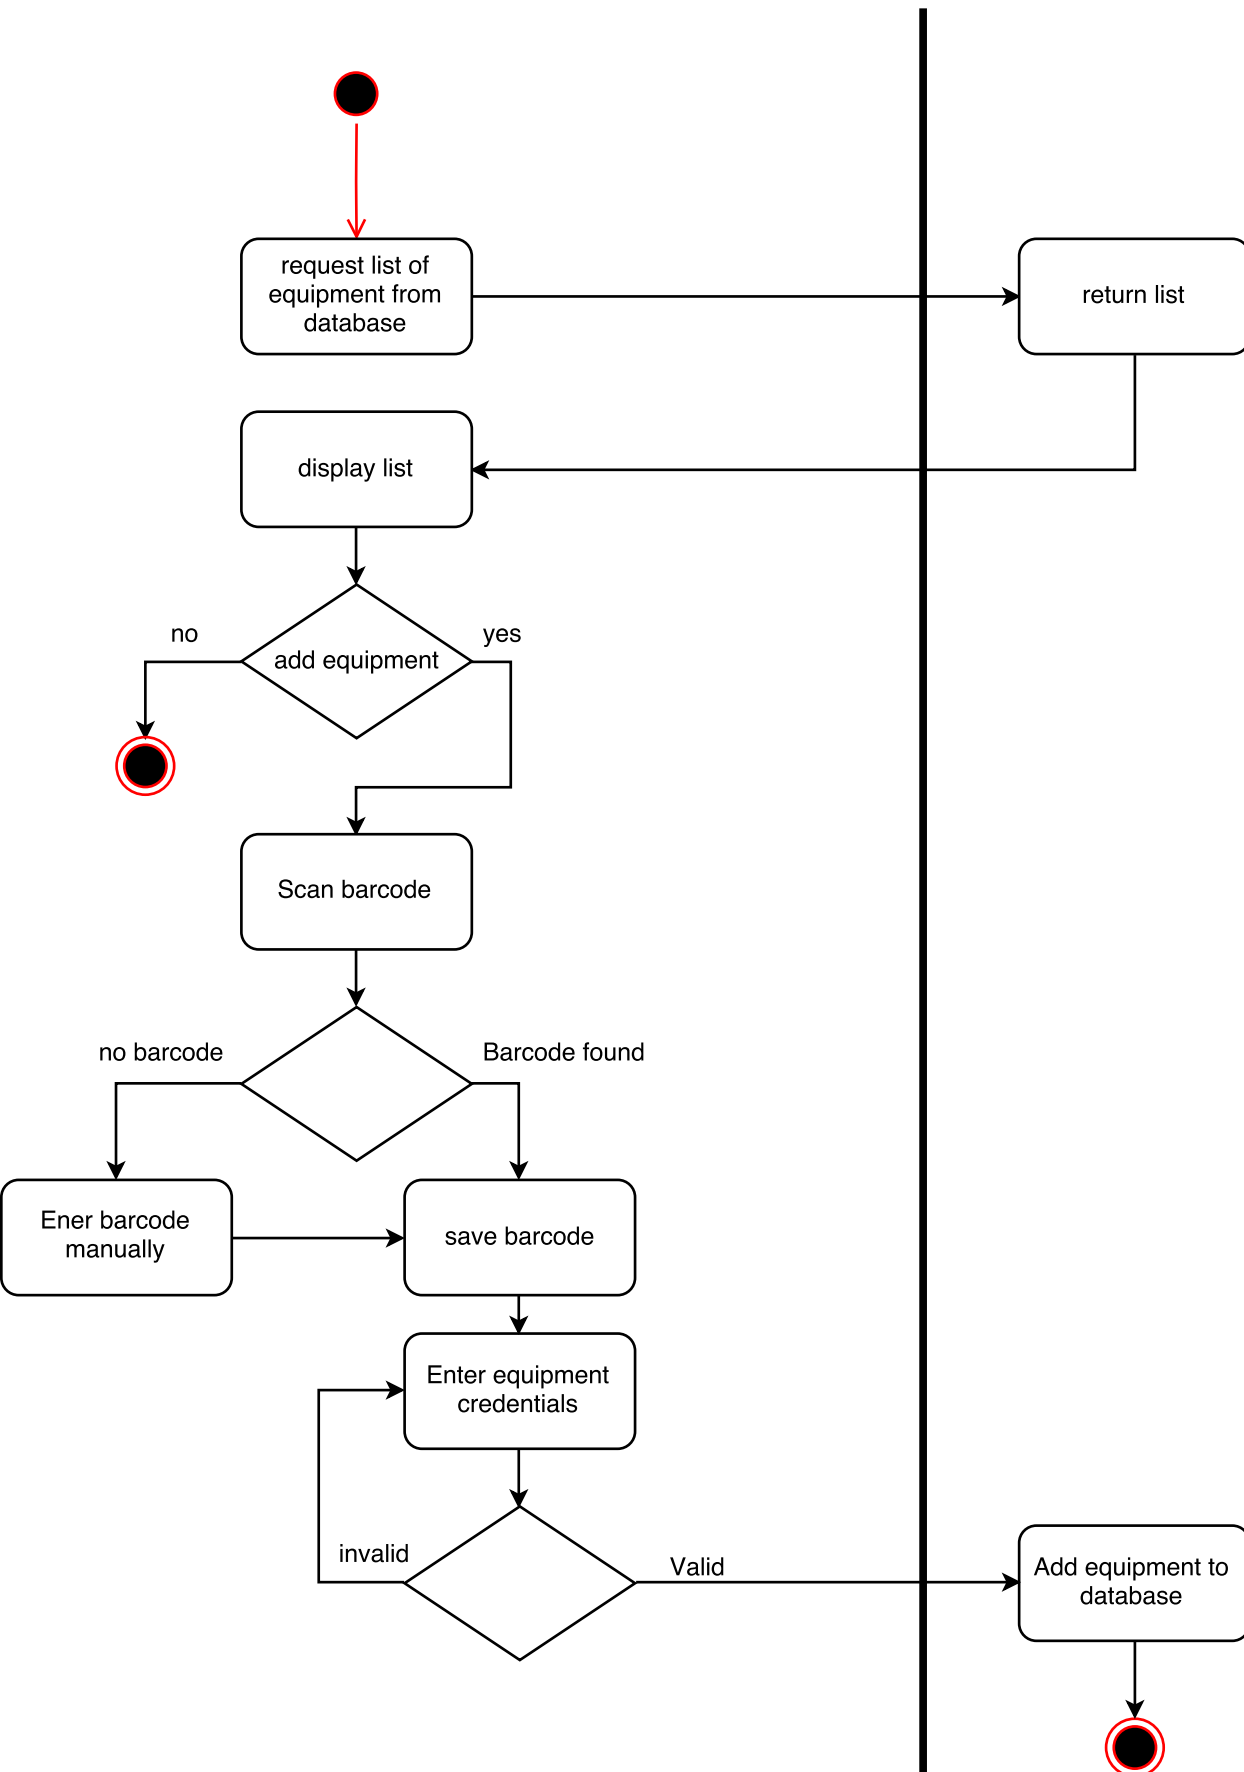 request list of
equipment from
database
return list
display list
no
yes
add equipment
Scan barcode
no barcode
Barcode found
Ener barcode
manually
save barcode
Enter equipment
credentials
invalid
Valid
Add equipment to
database